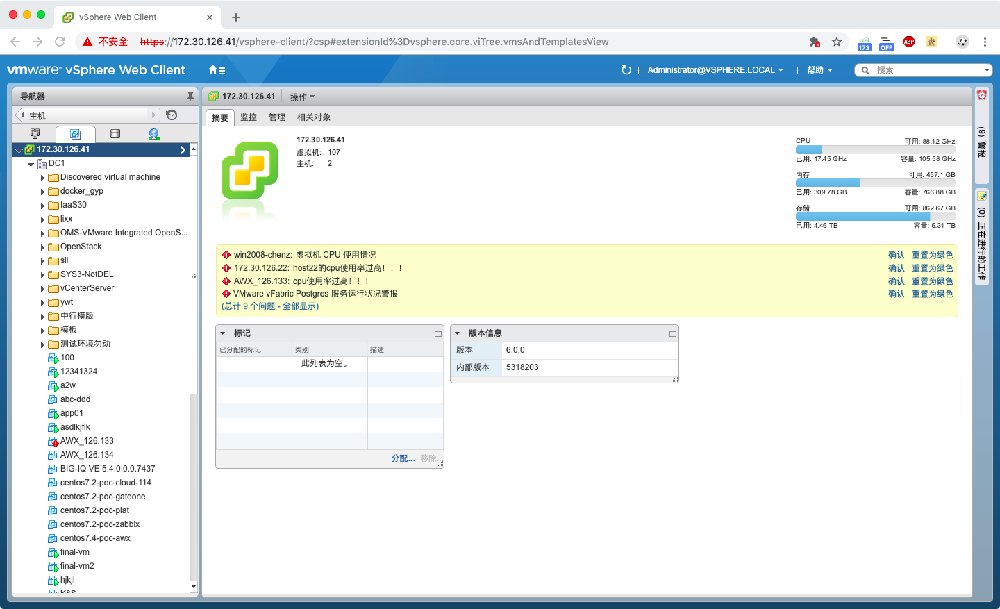 vSphere Web Client
不安全 https://172.30.126.41/vsphere-client/?csp#extensionId%3Dvsphere.core.viTree.vmsAndTemplatesView
173
OFF
ABP
vmware® vSphere Web Client
Administrator@VSPHERE.LOCAL
帮助
搜索
导航器
主机
172.30.126.41
DC1
Discovered virtual machine
docker_gyp
IaaS30
lixx
OMS-VMware Integrated OpenS...
OpenStack
sll
SYS3-NotDEL
vCenterServer
ywt
中行模版
模板
测试环境勿动
100
12341324
a2w
abc-ddd
app01
asdlkjflk
AWX_126.133
AWX_126.134
BIG-IQ VE 5.4.0.0.0.7437
centos7.2-poc-cloud-114
centos7.2-poc-gateone
centos7.2-poc-plat
centos7.2-poc-zabbix
centos7.4-poc-awx
final-vm
final-vm2
hjkjl
K8S
172.30.126.41 操作
摘要 监控 管理 相关对象
172.30.126.41
虚拟机: 107
主机: 2
CPU 可用: 88.12 GHz
已用: 17.45 GHz 容量: 105.58 GHz
内存 可用: 457.1 GB
已用: 309.78 GB 容量: 766.88 GB
存储 可用: 862.67 GB
已用: 4.46 TB 容量: 5.31 TB
win2008-chenz: 虚拟机 CPU 使用情况 确认 重置为绿色
172.30.126.22: host22的cpu使用率过高！！！ 确认 重置为绿色
AWX_126.133: cpu使用率过高！！！ 确认 重置为绿色
VMware vFabric Postgres 服务运行状况警报 确认 重置为绿色
(总计 9 个问题 - 全部显示)
标记
已分配的标记 类别 描述
此列表为空。
分配... 移除...
版本信息
版本 6.0.0
内部版本 5318203
(9) 警报
(0) 正在进行的工作